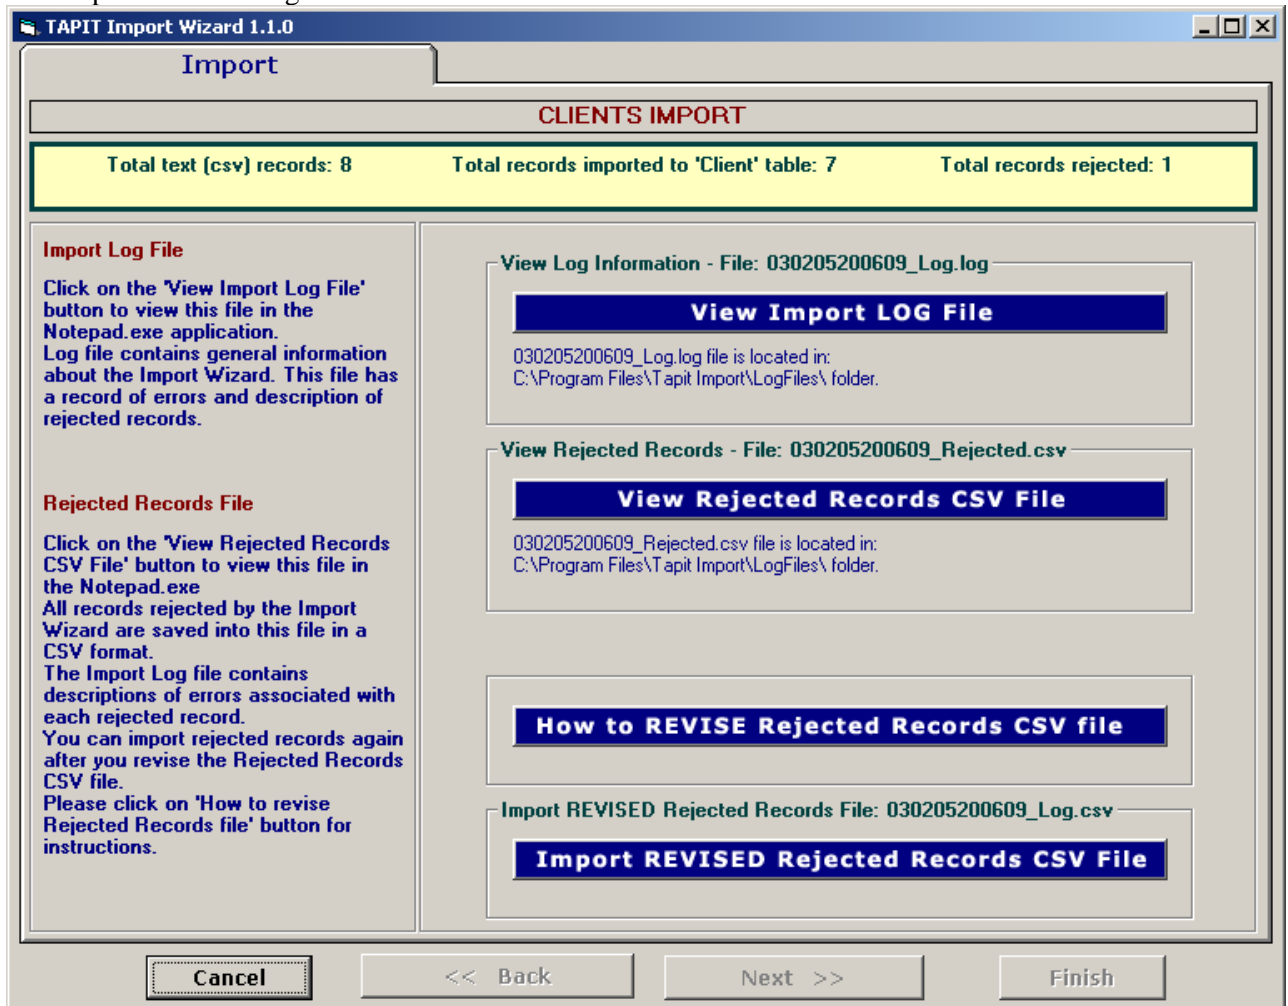 TAPIT Import Wizard 1.1.0
Import
CLIENTS IMPORT
Total text (csv) records: 8 Total records imported to 'Client' table: 7 Total records rejected: 1
Import Log File
Click on the 'View Import Log File'
button to view this file in the
Notepad.exe application.
Log file contains general information
about the Import Wizard. This file has
a record of errors and description of
rejected records.
Rejected Records File
Click on the 'View Rejected Records
CSV File' button to view this file in
the Notepad.exe
All records rejected by the Import
Wizard are saved into this file in a
CSV format.
The Import Log file contains
descriptions of errors associated with
each rejected record.
You can import rejected records again
after you revise the Rejected Records
CSV file.
Please click on 'How to revise
Rejected Records file' button for
instructions.
View Log Information - File: 030205200609_Log.log
View Import LOG File
030205200609_Log.log file is located in:
C:\Program Files\Tapit Import\LogFiles\ folder.
View Rejected Records - File: 030205200609_Rejected.csv
View Rejected Records CSV File
030205200609_Rejected.csv file is located in:
C:\Program Files\Tapit Import\LogFiles\ folder.
How to REVISE Rejected Records CSV file
Import REVISED Rejected Records File: 030205200609_Log.csv
Import REVISED Rejected Records CSV File
Cancel
<< Back
Next >>
Finish